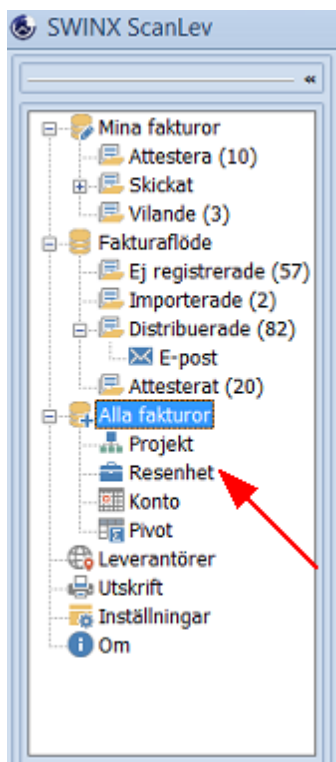 SWINX ScanLev
«
Mina fakturor
Attestera (10)
Skickat
Vilande (3)
Fakturaflöde
Ej registrerade (57)
Importerade (2)
Distribuerade (82)
E-post
Attesterat (20)
Alla fakturor
Projekt
Resenhet
Konto
Pivot
Leverantörer
Utskrift
Inställningar
Om